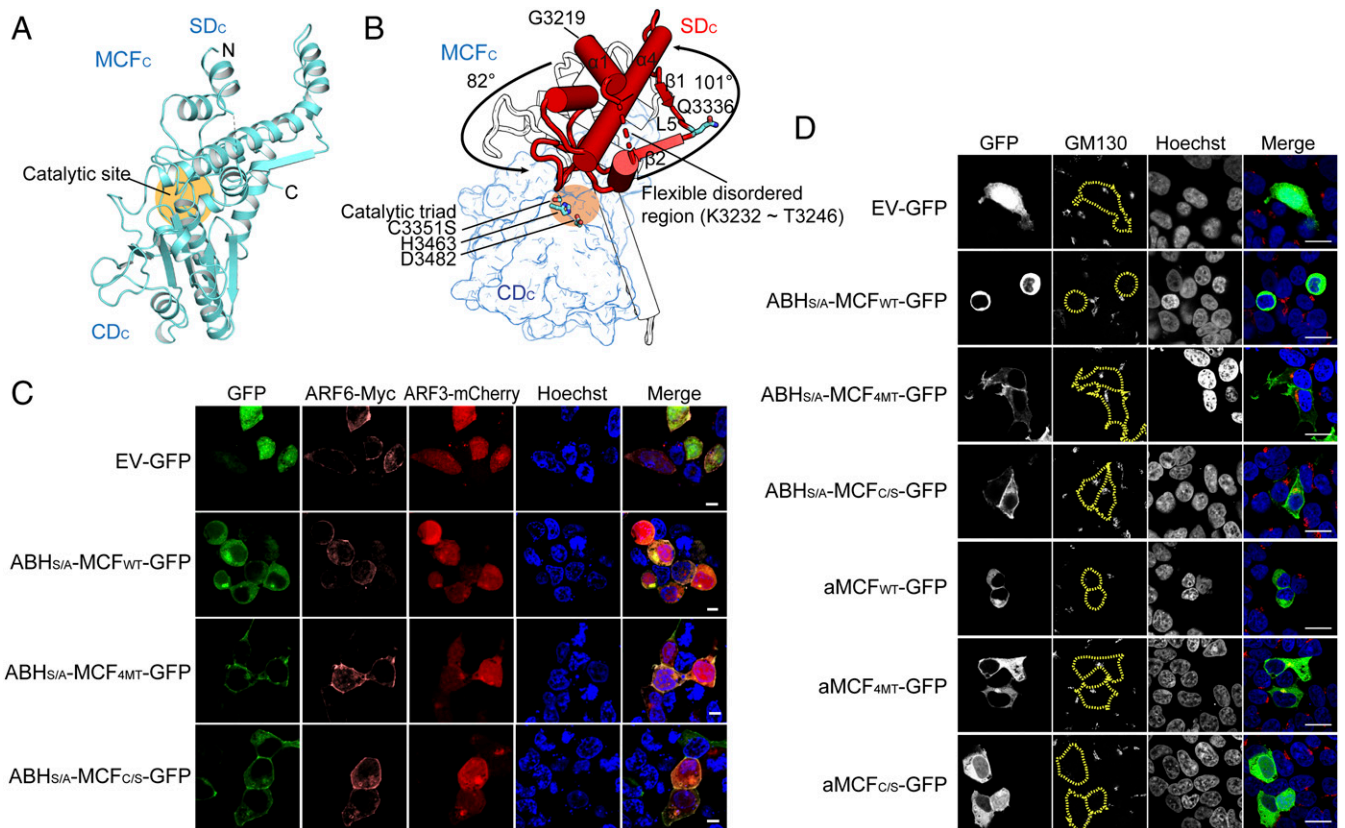 A
SDC
N
MCFC
Catalytic site
C
CDC
B
G3219
SDC
MCFC
α1
α4
82°
β1
101°
Q3336
L5
β2
Flexible disordered
region (K3232 ~ T3246)
Catalytic triad
C3351S
H3463
D3482
CDC
C
GFP ARF6-Myc ARF3-mCherry Hoechst Merge
EV-GFP
ABHS/A-MCFWT-GFP
ABHS/A-MCF4MT-GFP
ABHS/A-MCFC/S-GFP
D
GFP GM130 Hoechst Merge
EV-GFP
ABHS/A-MCFWT-GFP
ABHS/A-MCF4MT-GFP
ABHS/A-MCFC/S-GFP
aMCFWT-GFP
aMCF4MT-GFP
aMCFC/S-GFP